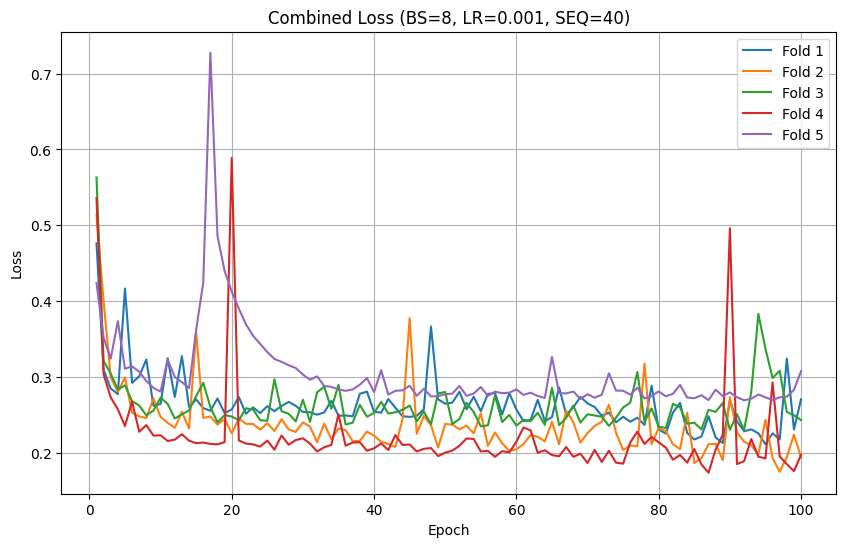 Combined Loss (BS=8, LR=0.001, SEQ=40)
Fold 1
Fold 2
Fold 3
Fold 4
Fold 5
Loss
0.7
0.6
0.5
0.4
0.3
0.2
0
20
40
60
80
100
Epoch